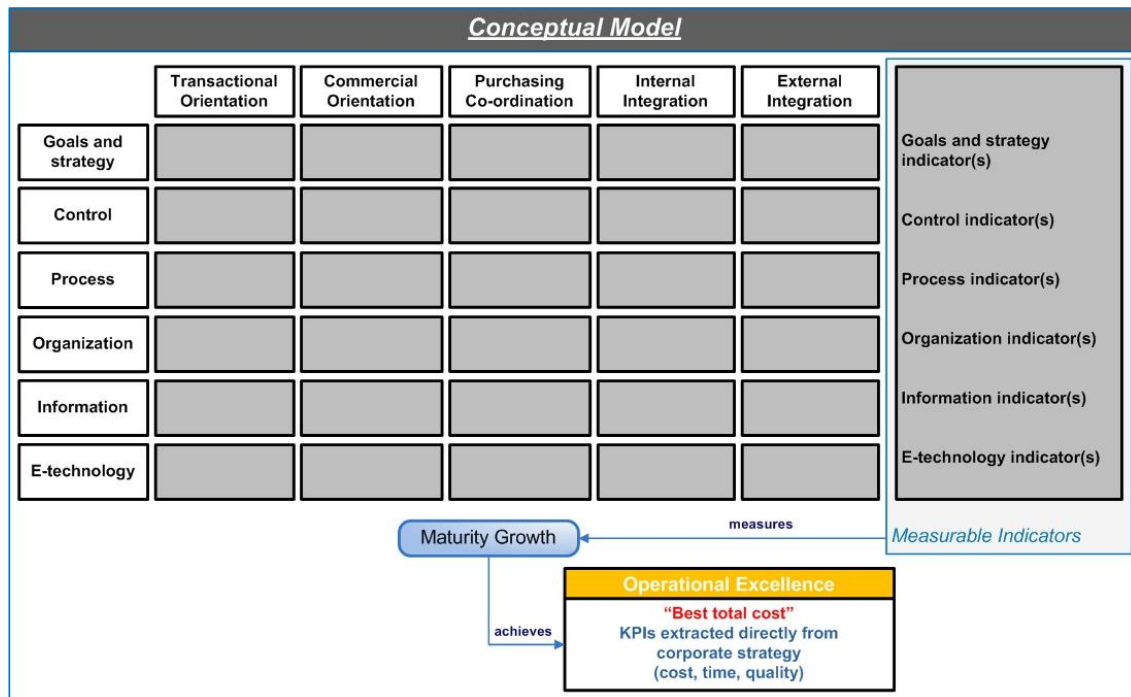 Conceptual Model
Transactional
Orientation
Commercial
Orientation
Purchasing
Co-ordination
Internal
Integration
External
Integration
Goals and
strategy
Goals and strategy
indicator(s)
Control
Control indicator(s)
Process
Process indicator(s)
Organization
Organization indicator(s)
Information
Information indicator(s)
E-technology
E-technology indicator(s)
Maturity Growth
measures
Measurable Indicators
achieves
Operational Excellence
“Best total cost”
KPIs extracted directly from
corporate strategy
(cost, time, quality)